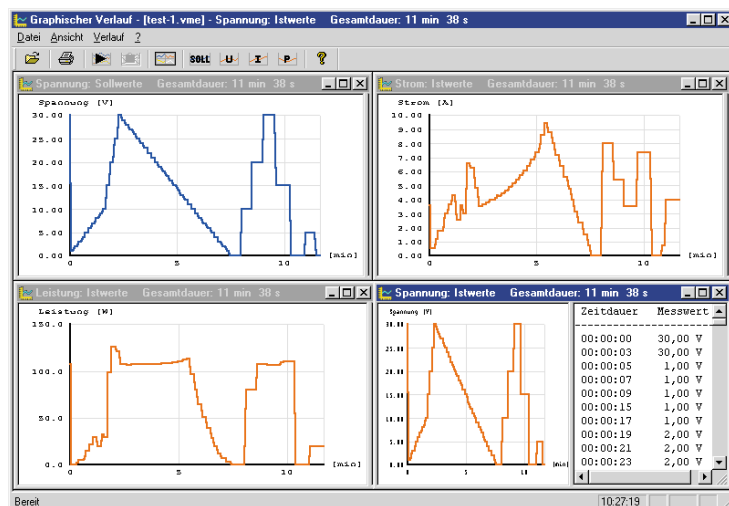 Graphischer Verlauf - [test-1.vme] - Spannung: Istwerte Gesamtdauer: 11 min 38 s
Datei Ansicht Verlauf ?
SOLL U I P ?
Spannung: Sollwerte Gesamtdauer: 11 min 38 s
Spannung [V]
30.00
25.00
20.00
15.00
10.00
5.00
0.00
0 5 10 [min]
Strom: Istwerte Gesamtdauer: 11 min 38 s
Strom [A]
10.00
9.00
8.00
7.00
6.00
5.00
4.00
3.00
2.00
1.00
0.00
0 5 10 [min]
Leistung: Istwerte Gesamtdauer: 11 min 38 s
Leistung [W]
150.0
100.0
50.0
0.0
0 5 10 [min]
Spannung: Istwerte Gesamtdauer: 11 min 38 s
Spannung [V]
30.00
25.00
20.00
15.00
10.00
5.00
0.00
0 5 10 [min]
Zeitdauer Messwert
00:00:00 30,00 V
00:00:03 30,00 V
00:00:05 1,00 V
00:00:07 1,00 V
00:00:09 1,00 V
00:00:15 1,00 V
00:00:17 1,00 V
00:00:19 2,00 V
00:00:21 2,00 V
00:00:23 2,00 V
Bereit 10:27:19